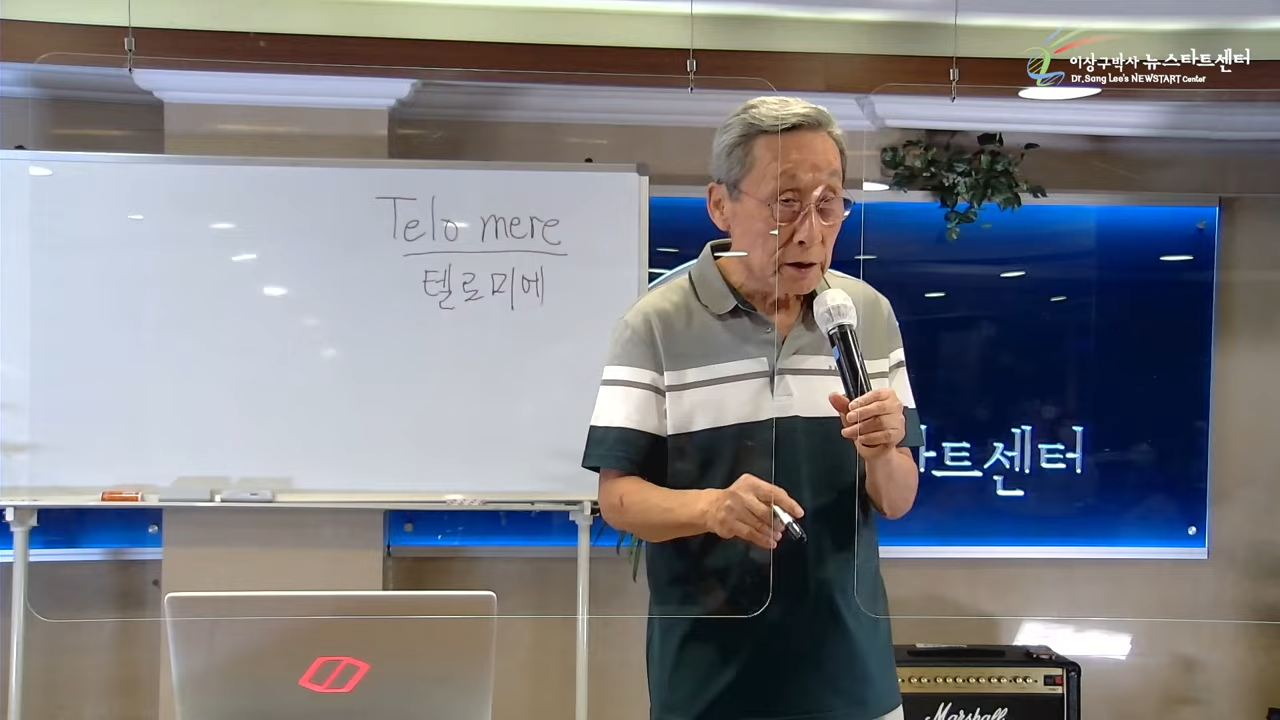 이상구박사 뉴스타트센터
Dr. Sang Lee's NEWSTART Center
Telo mere
텔로미에
타트센터
Marshall